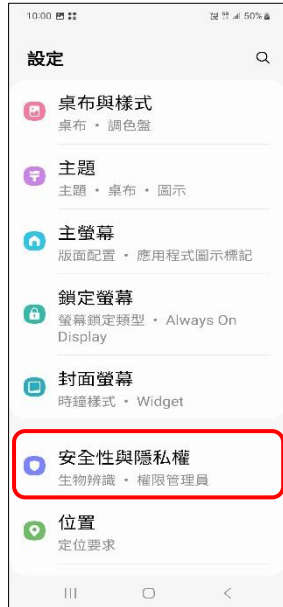 10:00 50%
設定
桌布與樣式
桌布 • 調色盤
主題
主題 • 桌布 • 圖示
主螢幕
版面配置 • 應用程式圖示標記
鎖定螢幕
螢幕鎖定類型 • Always On
Display
封面螢幕
時鐘樣式 • Widget
安全性與隱私權
生物辨識 • 權限管理員
位置
定位要求